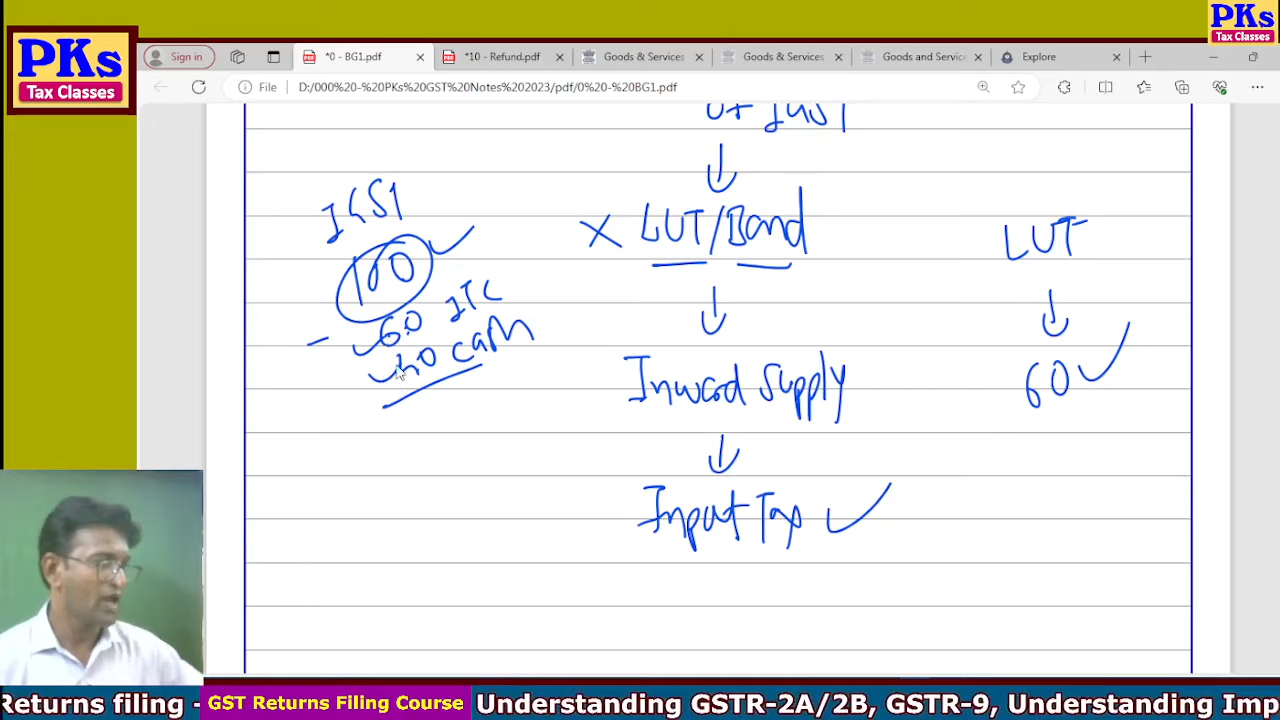 PKs
Tax Classes
PKs
Tax Classes
Sign in
*0 - BG1.pdf
*10 - Refund.pdf
Goods & Services
Goods & Services
Goods and Service
Explore
File
D:/000%20-%20PKs%20GST%20Notes%202023/pdf/0%20-%20BG1.pdf
of IGST
IGST
100
- 60 ITC
40 cash
X LUT/Band
Inward Supply
Input Tax
LUT
60
Returns filing -
GST Returns Filing Course
Understanding GSTR-2A/2B, GSTR-9, Understanding Imp